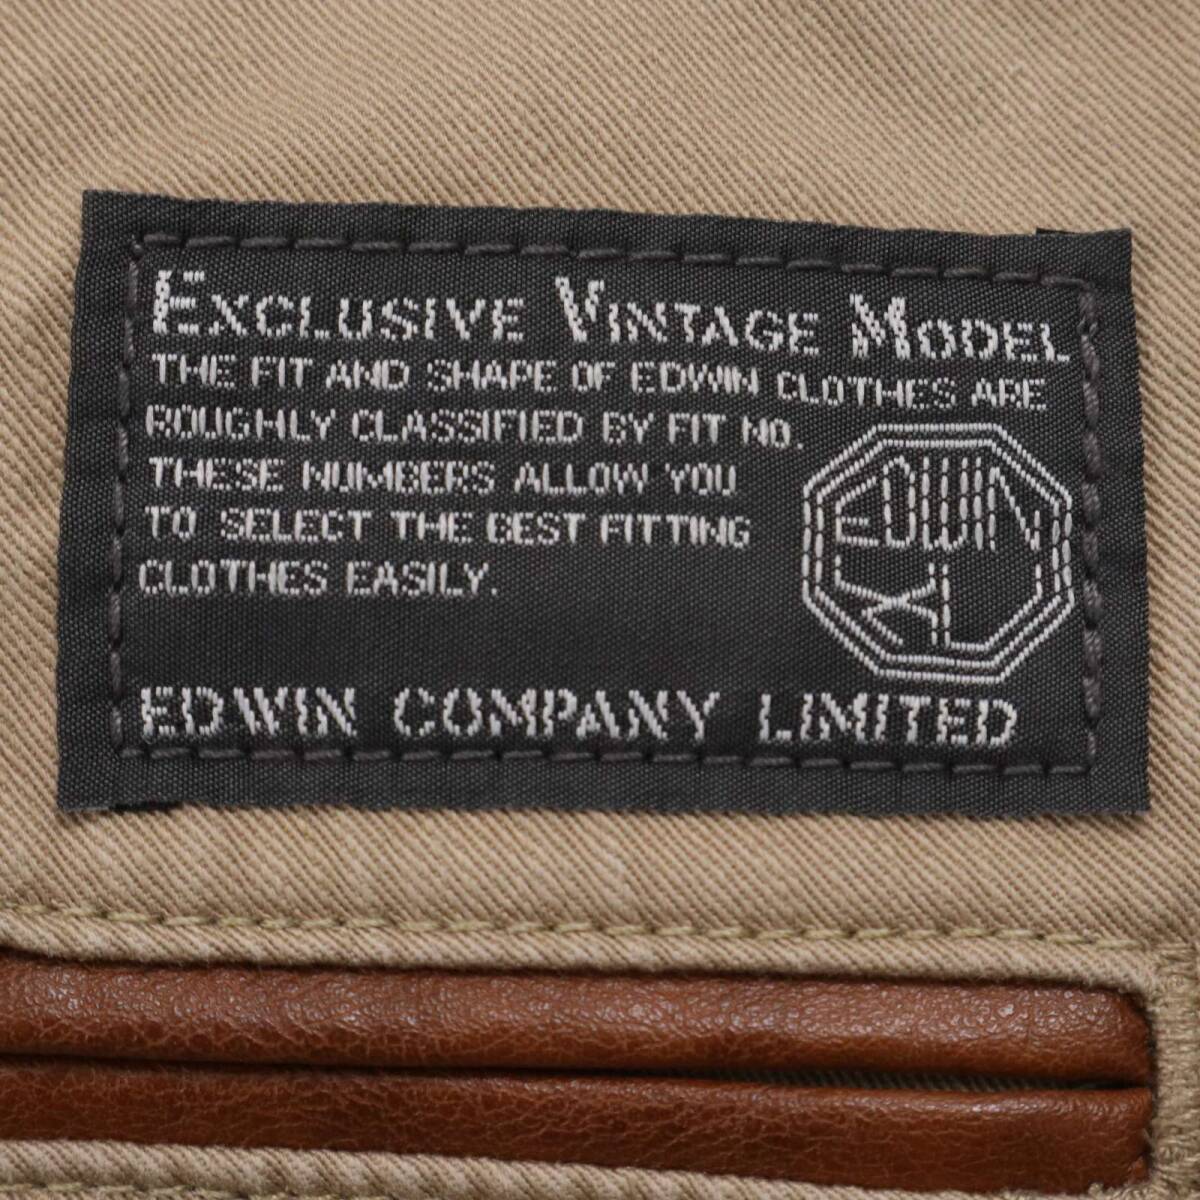 EXCLUSIVE VINTAGE MODEL
THE FIT AND SHAPE OF EDWIN CLOTHES ARE
ROUGHLY CLASSIFIED BY FIT NO.
THESE NUMBERS ALLOW YOU
TO SELECT THE BEST FITTING
CLOTHES EASILY.
EDWIN
XL
EDWIN COMPANY LIMITED